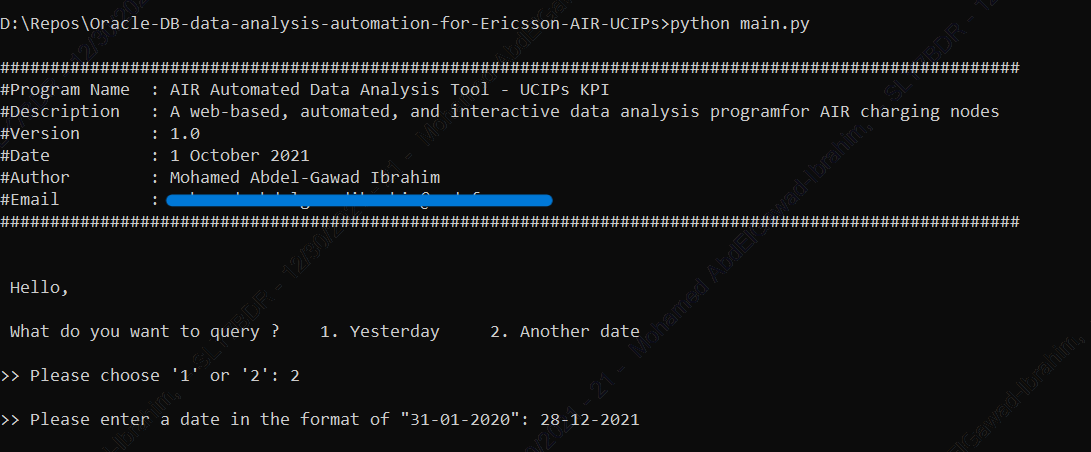 D:\Repos\Oracle-DB-data-analysis-automation-for-Ericsson-AIR-UCIPs>python main.py
######################################################################################################
#Program Name  : AIR Automated Data Analysis Tool - UCIPs KPI
#Description   : A web-based, automated, and interactive data analysis programfor AIR charging nodes
#Version       : 1.0
#Date          : 1 October 2021
#Author        : Mohamed Abdel-Gawad Ibrahim
#Email         :
######################################################################################################
Hello,
What do you want to query ?    1. Yesterday     2. Another date
>> Please choose '1' or '2': 2
>> Please enter a date in the format of "31-01-2020": 28-12-2021